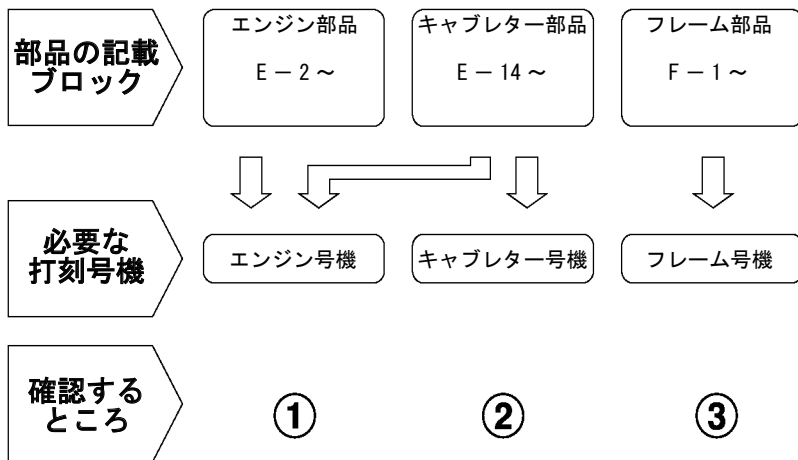 部品の記載
ブロック
エンジン部品
E − 2 ～
キャブレター部品
E − 14 ～
フレーム部品
F − 1 ～
必要な
打刻号機
エンジン号機
キャブレター号機
フレーム号機
確認する
ところ
①
②
③